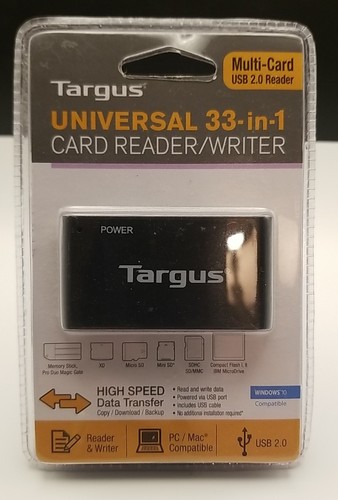 Targus
Multi-Card
USB 2.0 Reader
UNIVERSAL 33-in-1
CARD READER/WRITER
POWER
Targus
Memory Stick,
Pro Duo Magic Gate
XD
Micro SD
Mini SD*
SDHC
SD/MMC
Compact Flash I, II
IBM MicroDrive
HIGH SPEED
Data Transfer
Copy / Download / Backup
• Read and write data
• Powered via USB port
• Includes USB cable
• No additional installation required*
WINDOWS 10
Compatible
Reader
& Writer
PC / Mac®
Compatible
USB 2.0